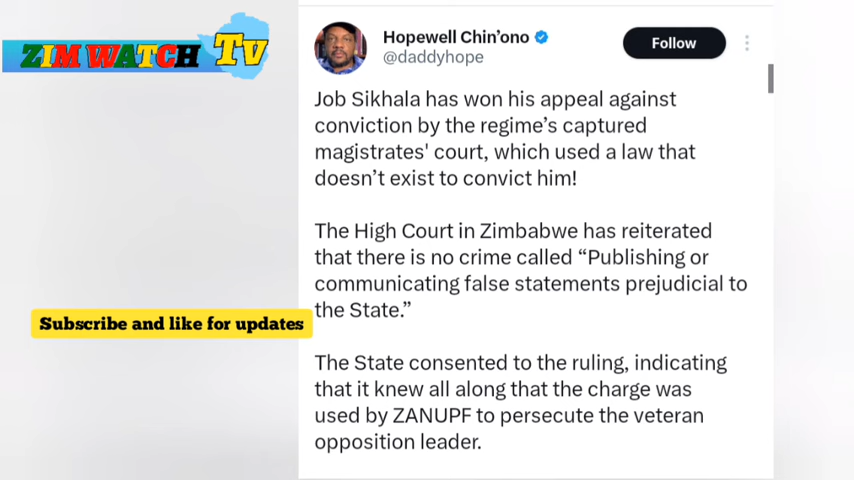 ZIM WATCH TV
Hopewell Chin’ono
@daddyhope
Follow
Job Sikhala has won his appeal against
conviction by the regime’s captured
magistrates' court, which used a law that
doesn’t exist to convict him!
The High Court in Zimbabwe has reiterated
that there is no crime called “Publishing or
communicating false statements prejudicial to
the State.”
Subscribe and like for updates
The State consented to the ruling, indicating
that it knew all along that the charge was
used by ZANUPF to persecute the veteran
opposition leader.